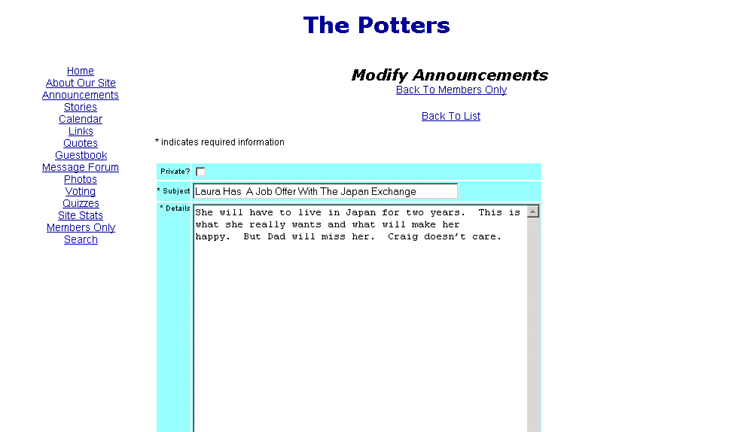 The Potters
Home
About Our Site
Announcements
Stories
Calendar
Links
Quotes
Guestbook
Message Forum
Photos
Voting
Quizzes
Site Stats
Members Only
Search
Modify Announcements
Back To Members Only
Back To List
* indicates required information
Private?
* Subject Laura Has  A Job Offer With The Japan Exchange
* Details She will have to live in Japan for two years.  This is
what she really wants and what will make her
happy.  But Dad will miss her.  Craig doesn't care.